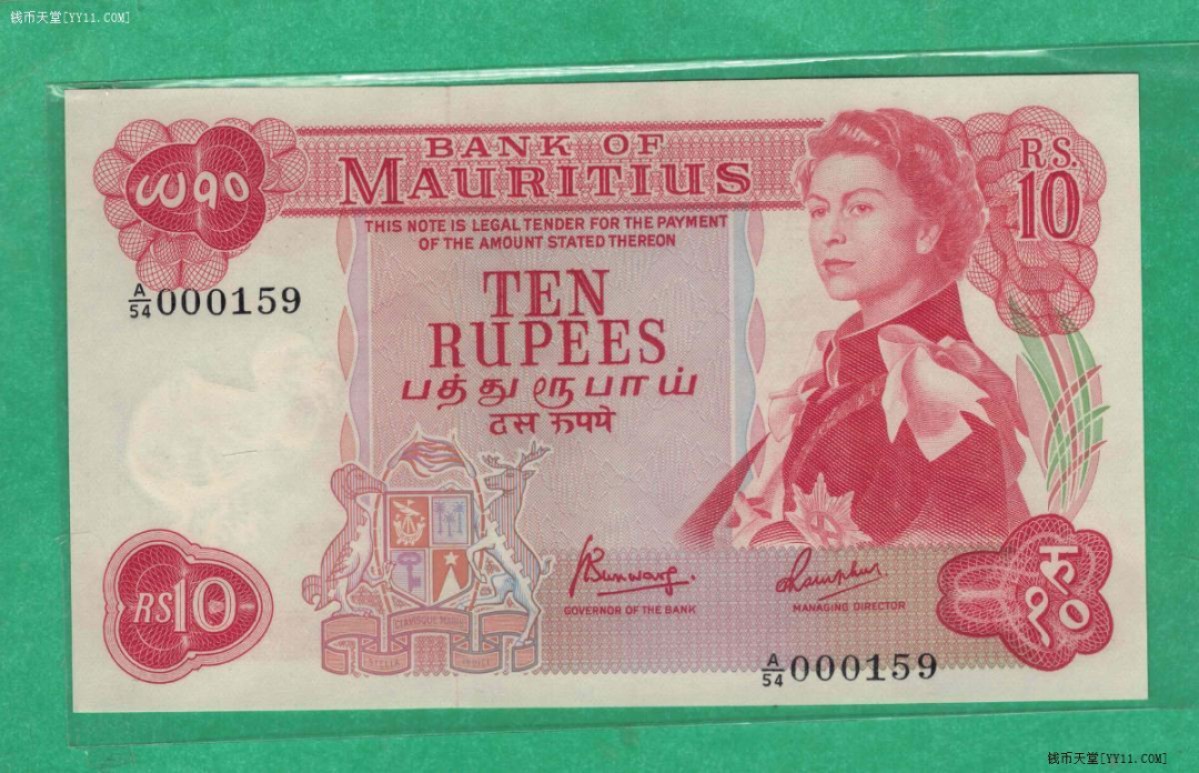 钱币天堂[YY11.COM]
BANK OF
MAURITIUS
RS.
10
THIS NOTE IS LEGAL TENDER FOR THE PAYMENT
OF THE AMOUNT STATED THEREON
A/54 000159
TEN
RUPEES
பத்து ரூபாய்
दस रुपये
GOVERNOR OF THE BANK
MANAGING DIRECTOR
RS 10
रु
१०
A/54 000159
钱币天堂[YY11.COM]